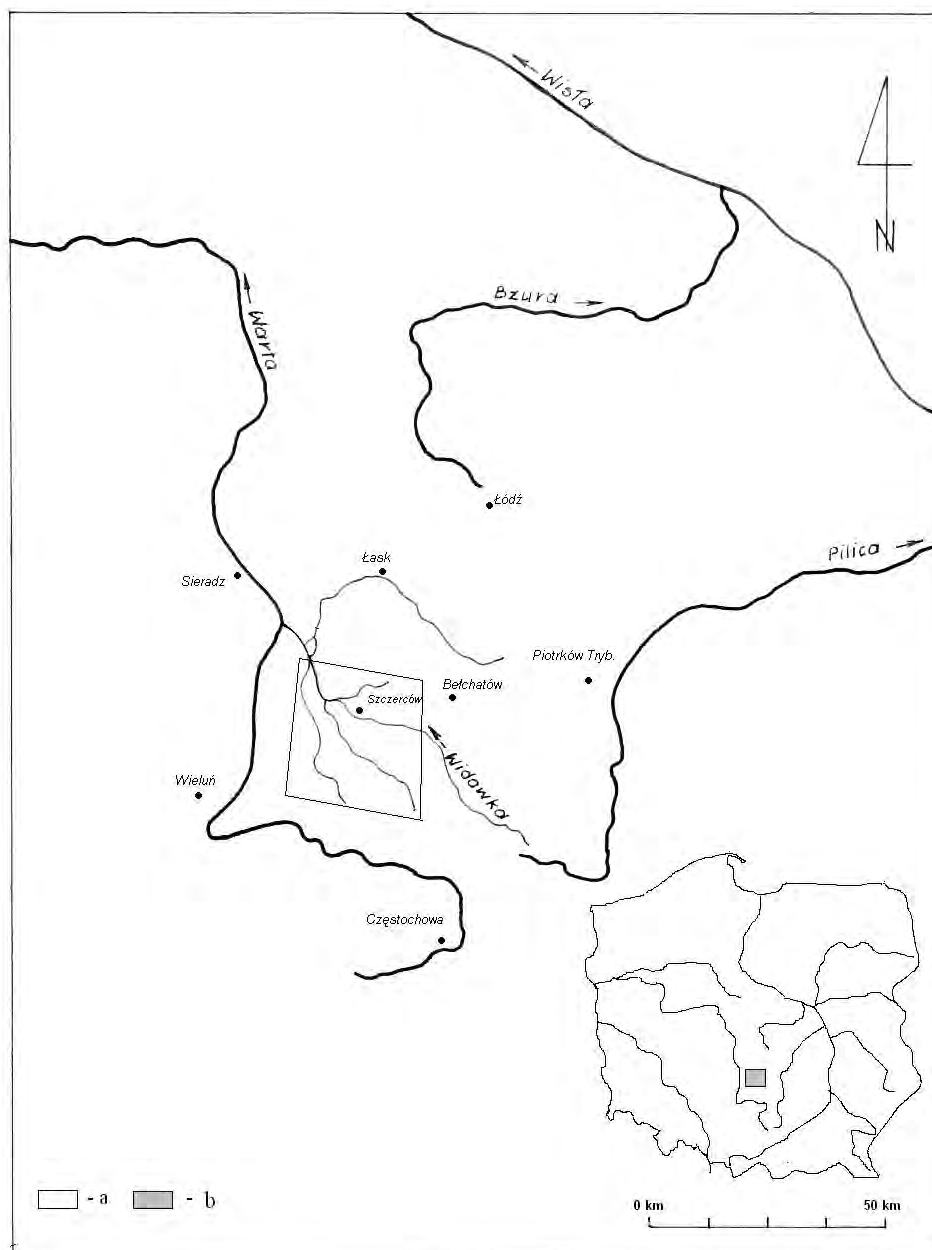 Wisła
N
Bzura
Warta
Łódź
Pilica
Łask
Sieradz
Piotrków Tryb.
Bełchatów
Szczerców
Widawka
Wieluń
Częstochowa
- a - b
0 km 50 km